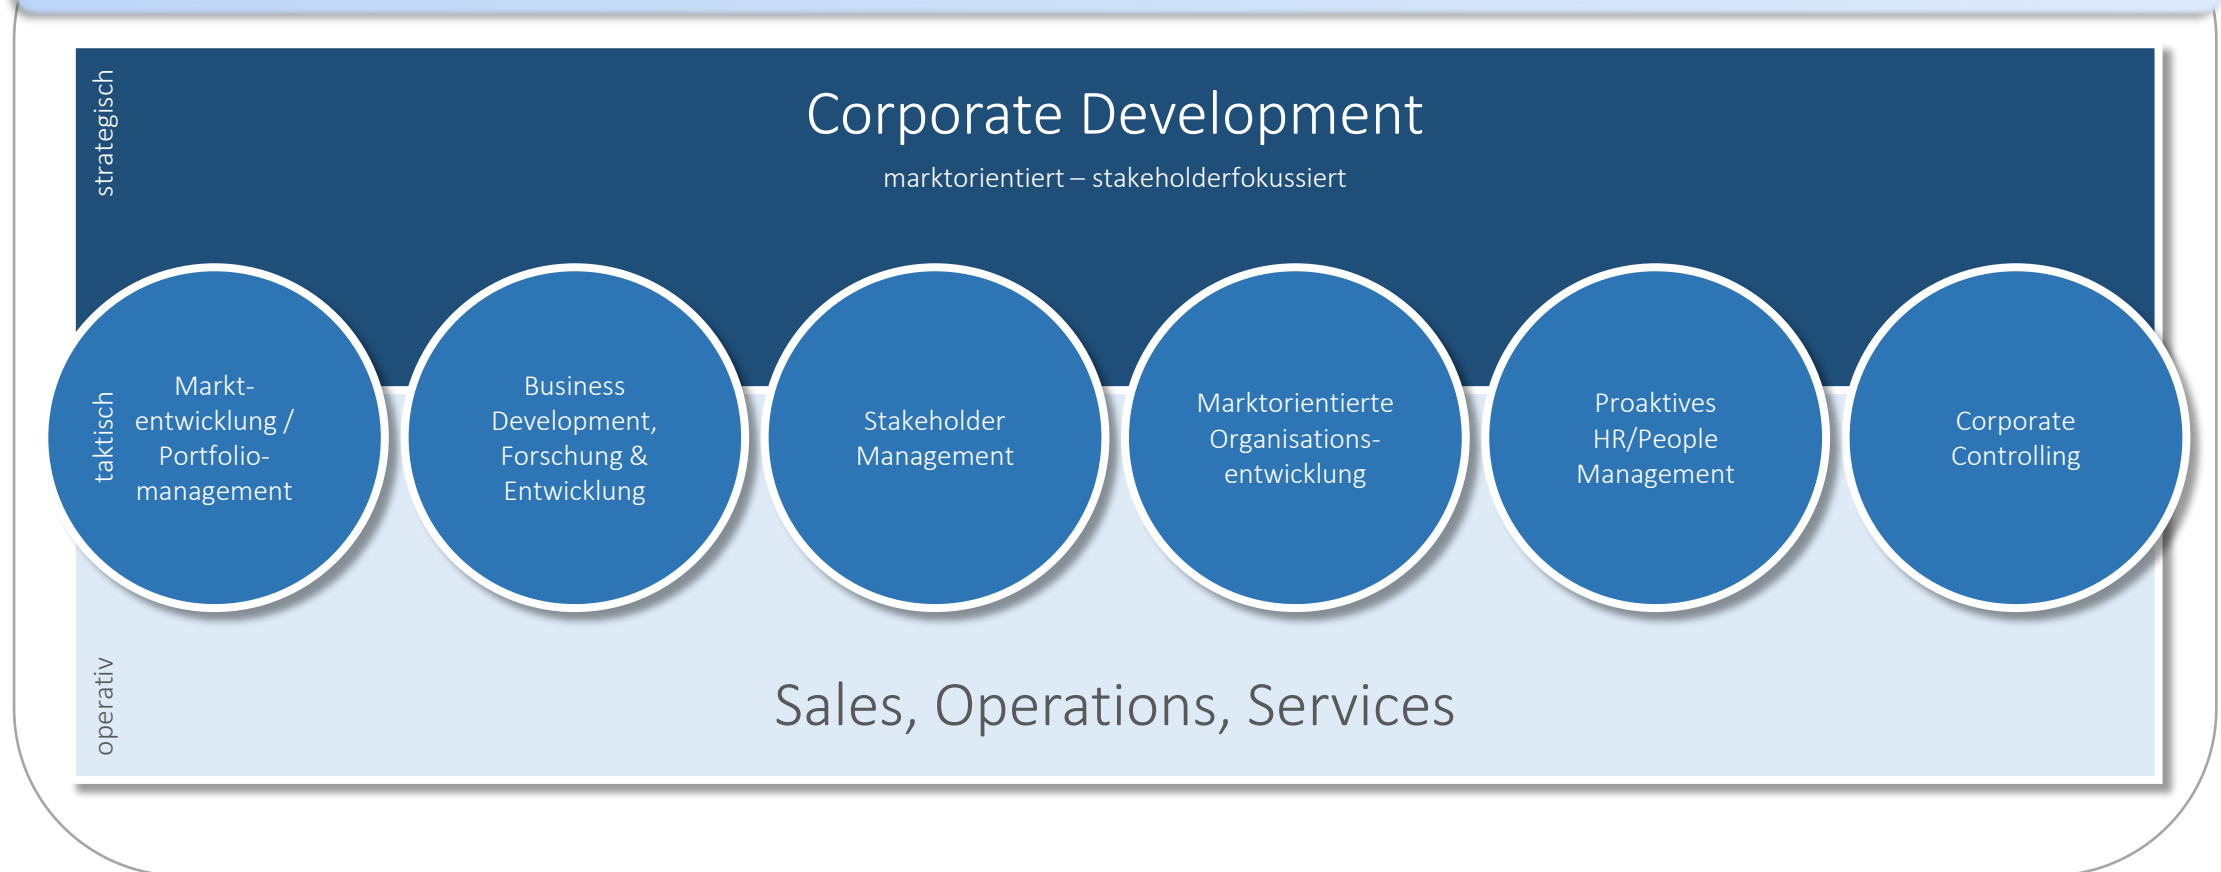 strategisch
Corporate Development
marktorientiert – stakeholderfokussiert
taktisch
Markt-
entwicklung /
Portfolio-
management
Business
Development,
Forschung &
Entwicklung
Stakeholder
Management
Marktorientierte
Organisations-
entwicklung
Proaktives
HR/People
Management
Corporate
Controlling
operativ
Sales, Operations, Services